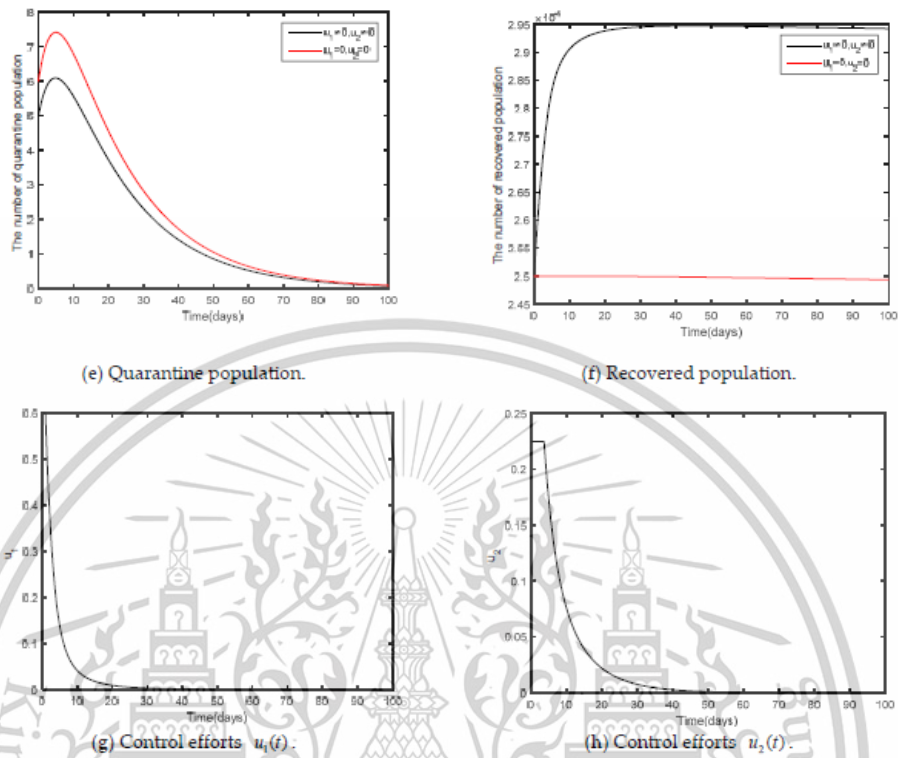 8
7
6
5
4
3
2
1
0
The number of quarantine population
u₁≠0,u₂≠0
u₁=0,u₂=0
0 10 20 30 40 50 60 70 80 90 100
Time(days)
2.95
2.9
2.85
2.8
2.75
2.7
2.65
2.6
2.55
2.5
2.45
The number of recovered population
u₁≠0,u₂≠0
u₁=0,u₂=0
0 10 20 30 40 50 60 70 80 90 100
Time(days)
(e) Quarantine population.
(f) Recovered population.
0.6
0.5
0.4
0.3
0.2
0.1
0
u₁
0 10 20 30 40 50 60 70 80 90 100
Time(days)
0.25
0.2
0.15
0.1
0.05
0
u₂
0 10 20 30 40 50 60 70 80 90 100
Time(days)
(g) Control efforts u₁(t).
(h) Control efforts u₂(t).